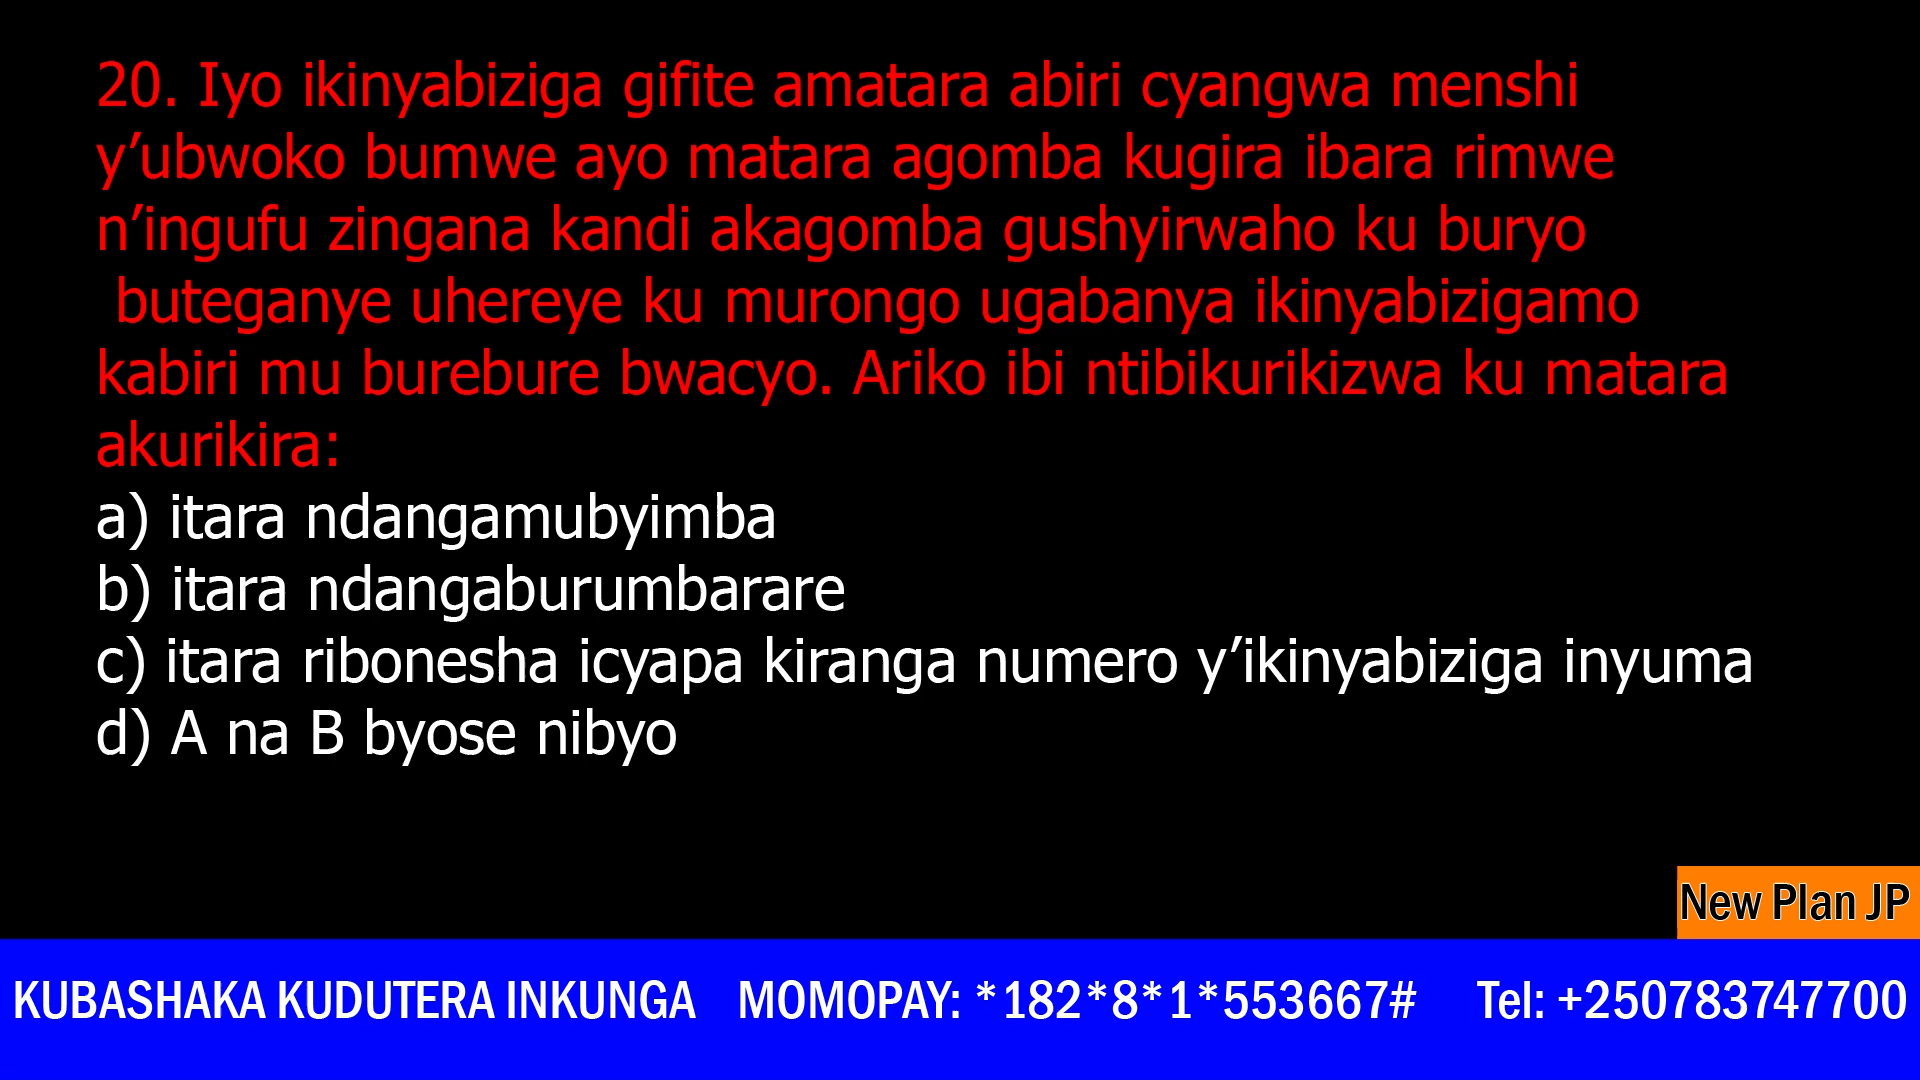 20. Iyo ikinyabiziga gifite amatara abiri cyangwa menshi
y’ubwoko bumwe ayo matara agomba kugira ibara rimwe
n’ingufu zingana kandi akagomba gushyirwaho ku buryo
buteganye uhereye ku murongo ugabanya ikinyabizigamo
kabiri mu burebure bwacyo. Ariko ibi ntibikurikizwa ku matara
akurikira:
a) itara ndangamubyimba
b) itara ndangaburumbarare
c) itara ribonesha icyapa kiranga numero y’ikinyabiziga inyuma
d) A na B byose nibyo
New Plan JP
KUBASHAKA KUDUTERA INKUNGA MOMOPAY: *182*8*1*553667# Tel: +250783747700